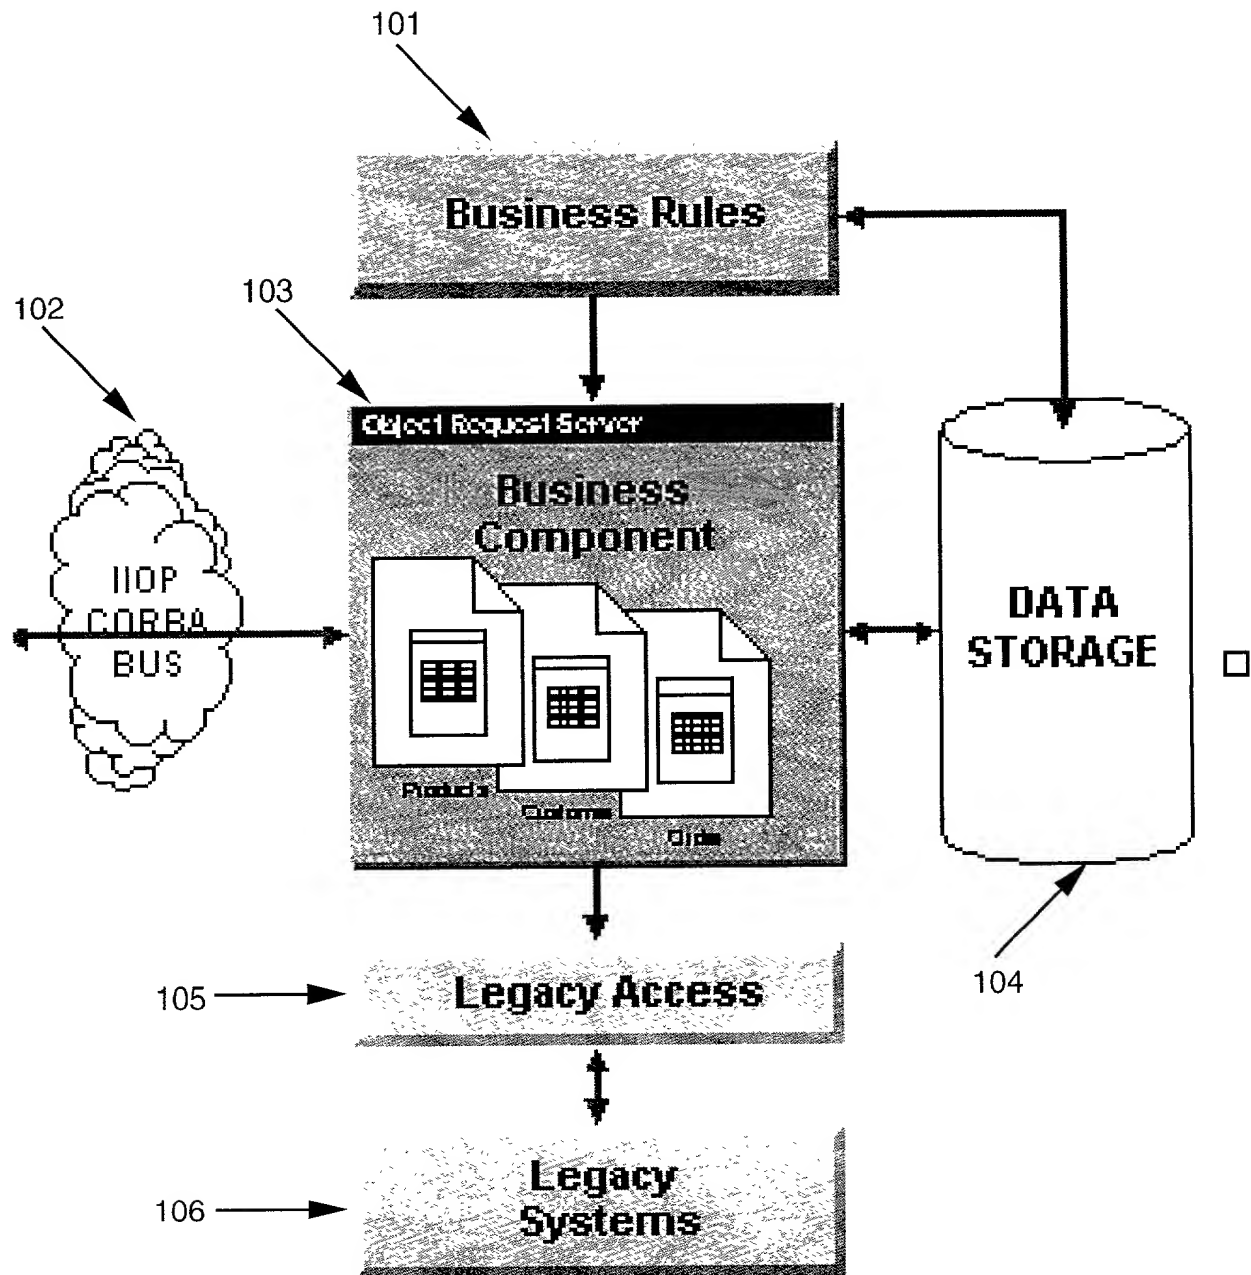 101
Business Rules
102
103
Object Request Server
Business
Component
IIOP
CORBA
BUS
DATA
STORAGE
Products
Customer
Order
104
105
Legacy Access
106
Legacy
Systems